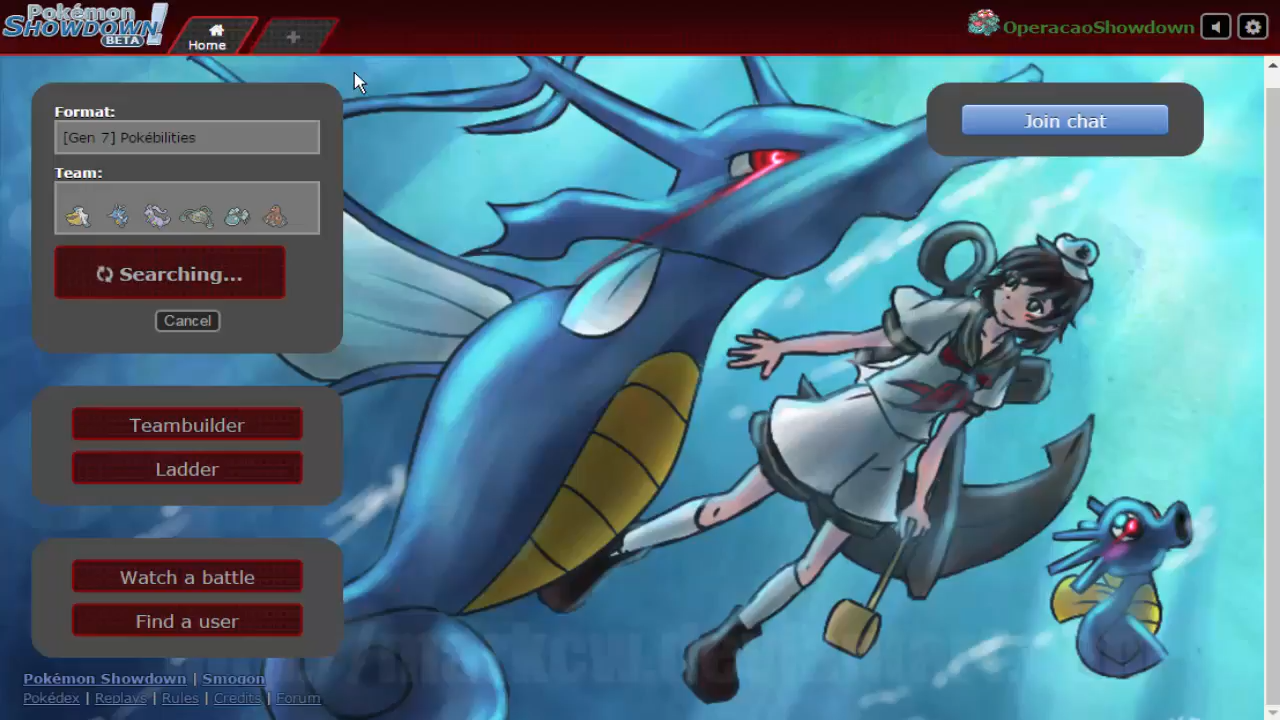 Pokémon
SHOWDOWN!
BETA
Home
OperacaoShowdown
Format:
[Gen 7] Pokébilities
Team:
Searching...
Cancel
Join chat
Teambuilder
Ladder
Watch a battle
Find a user
Pokémon Showdown | Smogon
Pokédex | Replays | Rules | Credits | Forum